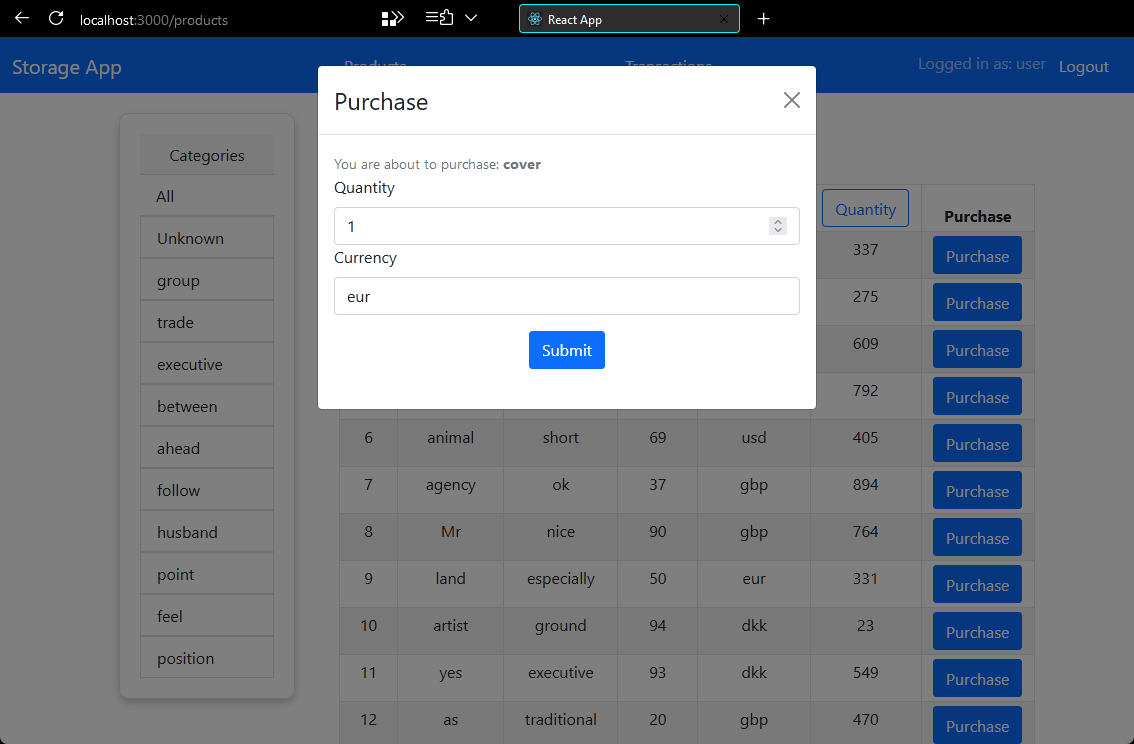 localhost:3000/products
React App
Storage App
Products
Transactions
Logged in as: user
Logout
Purchase
You are about to purchase: cover
Quantity
1
Currency
eur
Submit
Categories
All
Unknown
group
trade
executive
between
ahead
follow
husband
point
feel
position
Quantity Purchase
337 Purchase
275 Purchase
609 Purchase
792 Purchase
6 animal short 69 usd 405 Purchase
7 agency ok 37 gbp 894 Purchase
8 Mr nice 90 gbp 764 Purchase
9 land especially 50 eur 331 Purchase
10 artist ground 94 dkk 23 Purchase
11 yes executive 93 dkk 549 Purchase
12 as traditional 20 gbp 470 Purchase